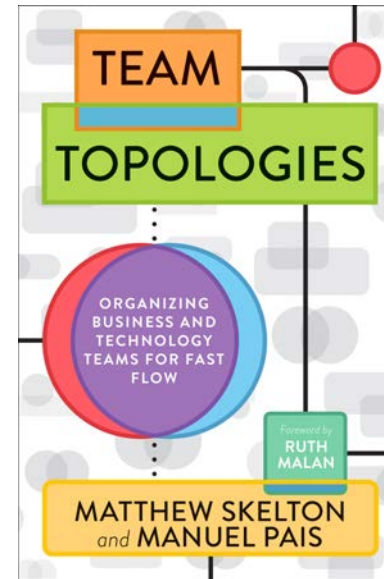 TEAM
TOPOLOGIES
ORGANIZING
BUSINESS AND
TECHNOLOGY
TEAMS FOR FAST
FLOW
Foreword by
RUTH
MALAN
MATTHEW SKELTON
and MANUEL PAIS